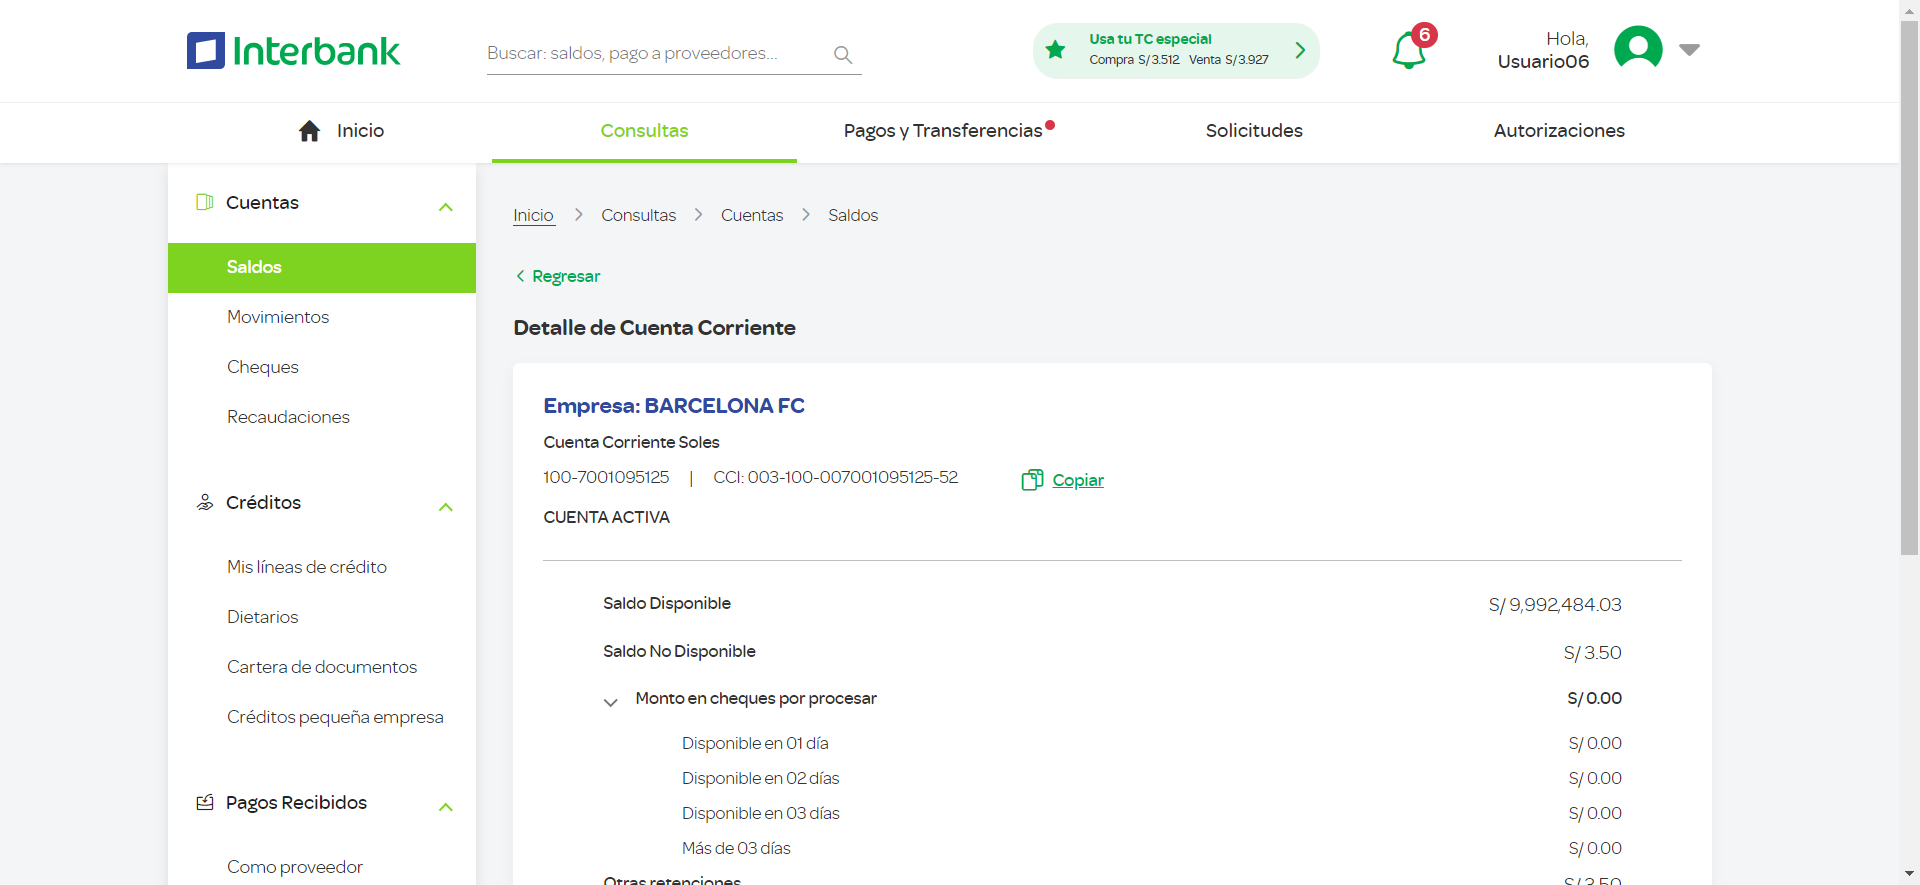 Interbank
Buscar: saldos, pago a proveedores...
Usa tu TC especial
Compra S/3.512 Venta S/3.927
6
Hola,
Usuario06
Inicio
Consultas
Pagos y Transferencias
Solicitudes
Autorizaciones
Cuentas
Saldos
Movimientos
Cheques
Recaudaciones
Créditos
Mis líneas de crédito
Dietarios
Cartera de documentos
Créditos pequeña empresa
Pagos Recibidos
Como proveedor
Inicio > Consultas > Cuentas > Saldos
< Regresar
Detalle de Cuenta Corriente
Empresa: BARCELONA FC
Cuenta Corriente Soles
100-7001095125 | CCI: 003-100-007001095125-52 Copiar
CUENTA ACTIVA
Saldo Disponible S/ 9,992,484.03
Saldo No Disponible S/ 3.50
Monto en cheques por procesar S/ 0.00
Disponible en 01 día S/ 0.00
Disponible en 02 días S/ 0.00
Disponible en 03 días S/ 0.00
Más de 03 días S/ 0.00
Otras retenciones S/ 3.50